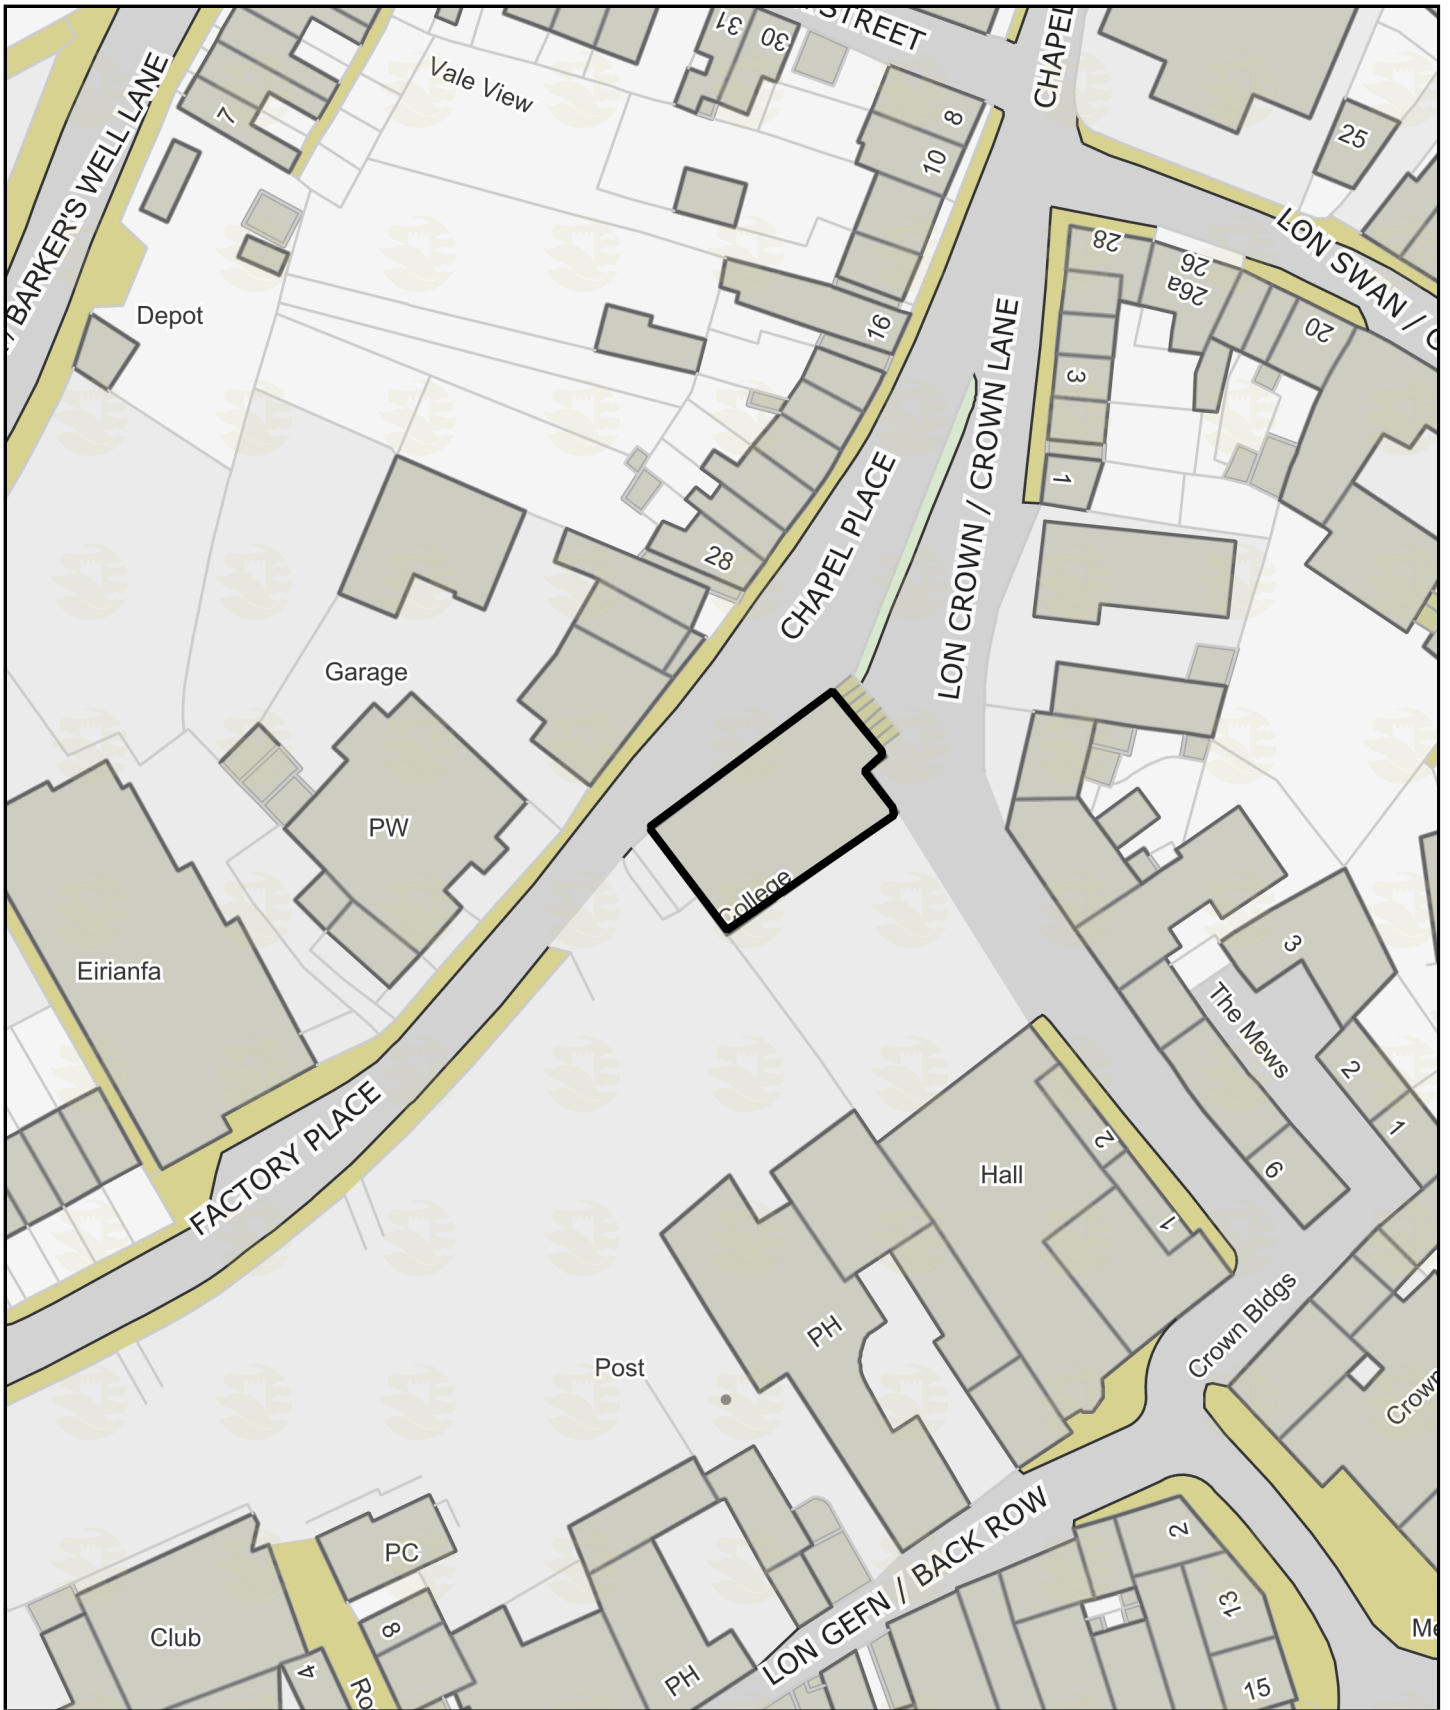 31
30
STREET
CHAPEL
BARKER'S WELL LANE
7
Vale View
8
10
25
LON SWAN /
28
26
26a
20
Depot
16
LON CROWN / CROWN LANE
3
1
28
CHAPEL PLACE
Garage
PW
College
Eirianfa
3
The Mews
2
1
FACTORY PLACE
2
Hall
1
6
PH
Crown Bldgs
Post
Crown
PC
8
Club
4
PH
LON GEFN / BACK ROW
2
13
15